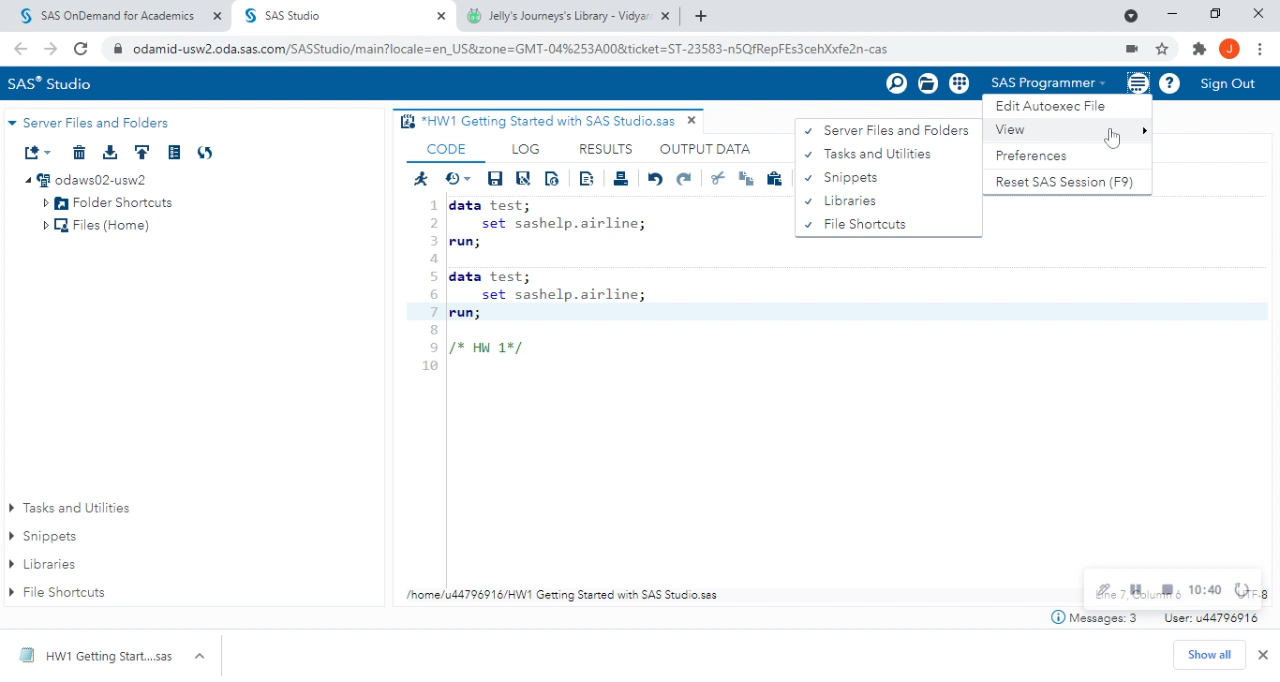 SAS OnDemand for Academics
SAS Studio
Jelly's Journeys's Library - Vidyar
odamid-usw2.oda.sas.com/SASStudio/main?locale=en_US&zone=GMT-04%253A00&ticket=ST-23583-n5QfRepFEs3cehXxfe2n-cas
J
SAS® Studio
SAS Programmer
Sign Out
Server Files and Folders
odaws02-usw2
Folder Shortcuts
Files (Home)
Tasks and Utilities
Snippets
Libraries
File Shortcuts
*HW1 Getting Started with SAS Studio.sas
CODE LOG RESULTS OUTPUT DATA
1 data test;
2 set sashelp.airline;
3 run;
4
5 data test;
6 set sashelp.airline;
7 run;
8
9 /* HW 1*/
10
Server Files and Folders
Tasks and Utilities
Snippets
Libraries
File Shortcuts
Edit Autoexec File
View
Preferences
Reset SAS Session (F9)
/home/u44796916/HW1 Getting Started with SAS Studio.sas
Line 7, Column 6
UTF-8
10:40
Messages: 3 User: u44796916
HW1 Getting Start....sas
Show all